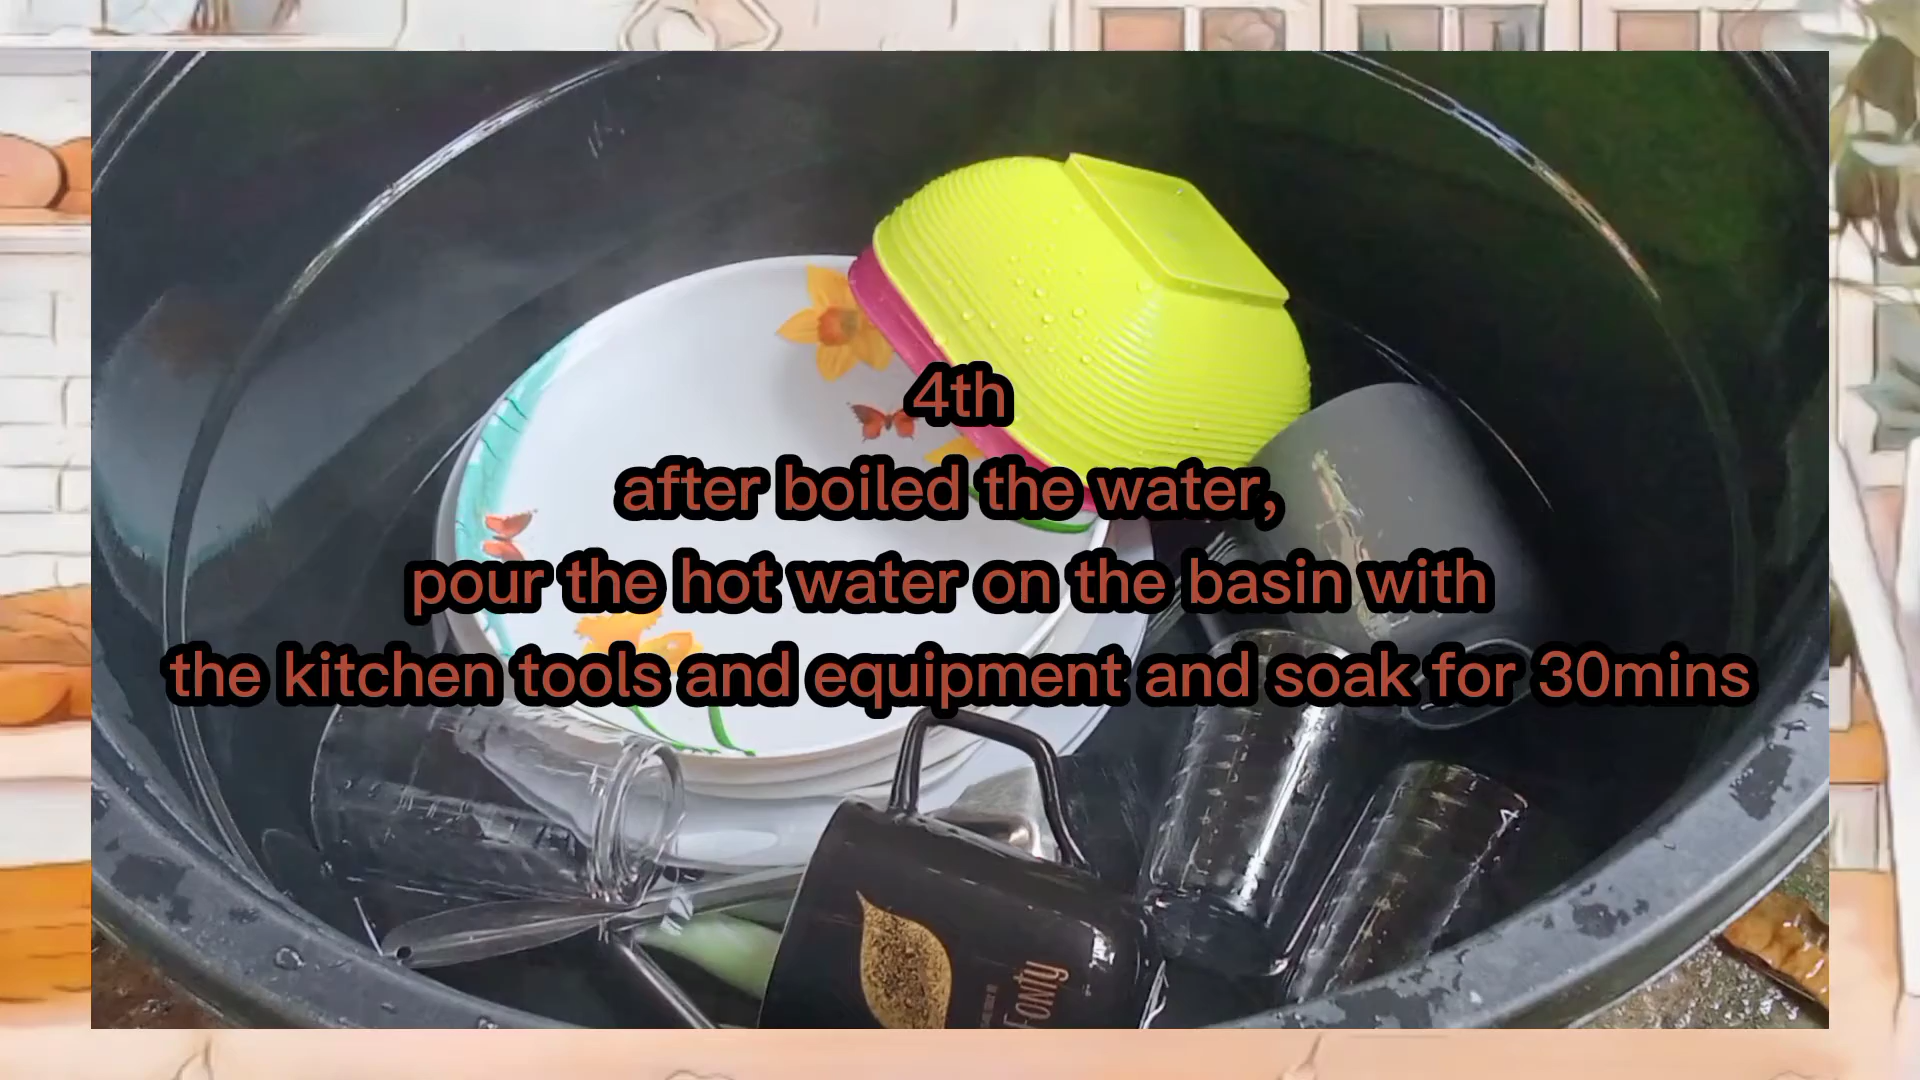 4th
after boiled the water,
pour the hot water on the basin with
the kitchen tools and equipment and soak for 30mins
Fonty